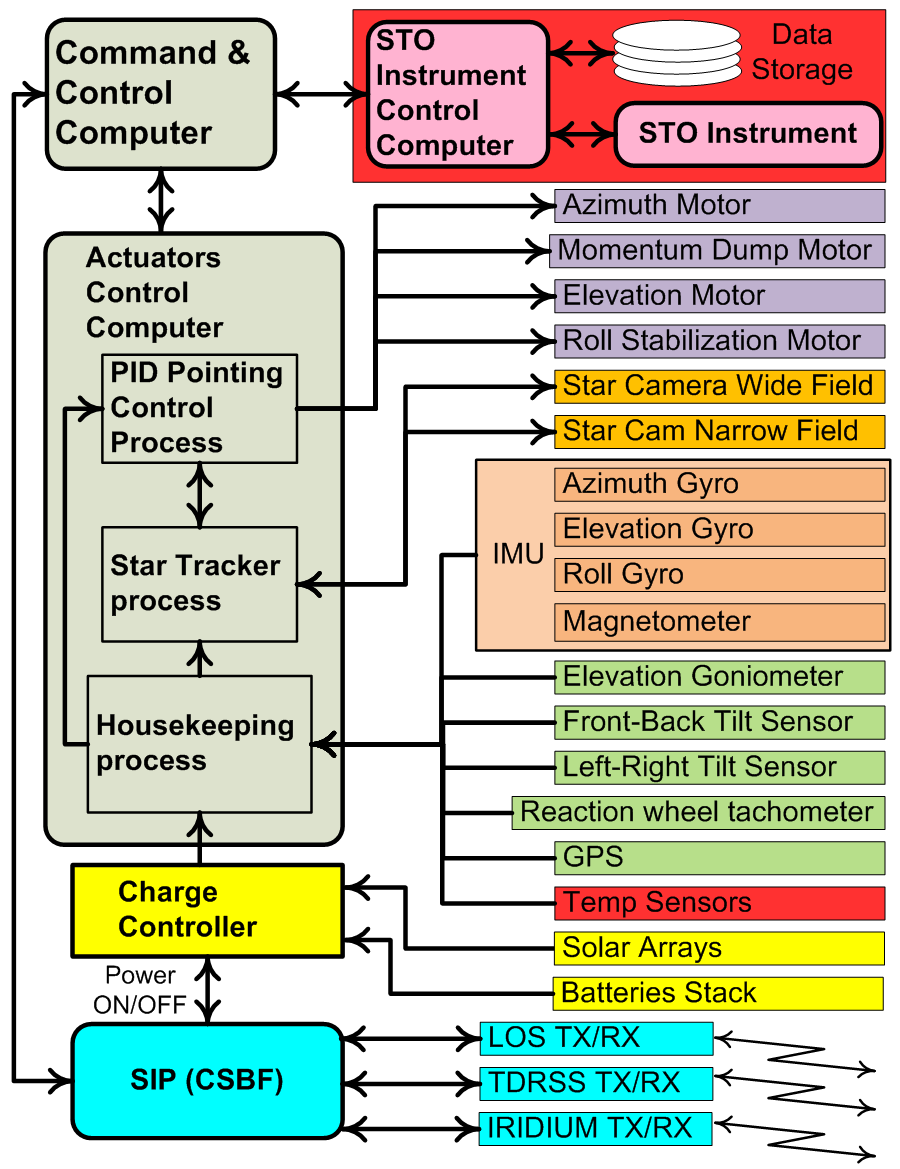 Command &
Control
Computer
STO
Instrument
Control
Computer
Data
Storage
STO Instrument
Actuators
Control
Computer
PID Pointing
Control
Process
Star Tracker
process
Housekeeping
process
Azimuth Motor
Momentum Dump Motor
Elevation Motor
Roll Stabilization Motor
Star Camera Wide Field
Star Cam Narrow Field
IMU
Azimuth Gyro
Elevation Gyro
Roll Gyro
Magnetometer
Elevation Goniometer
Front-Back Tilt Sensor
Left-Right Tilt Sensor
Reaction wheel tachometer
GPS
Temp Sensors
Solar Arrays
Batteries Stack
Charge
Controller
Power
ON/OFF
SIP (CSBF)
LOS TX/RX
TDRSS TX/RX
IRIDIUM TX/RX